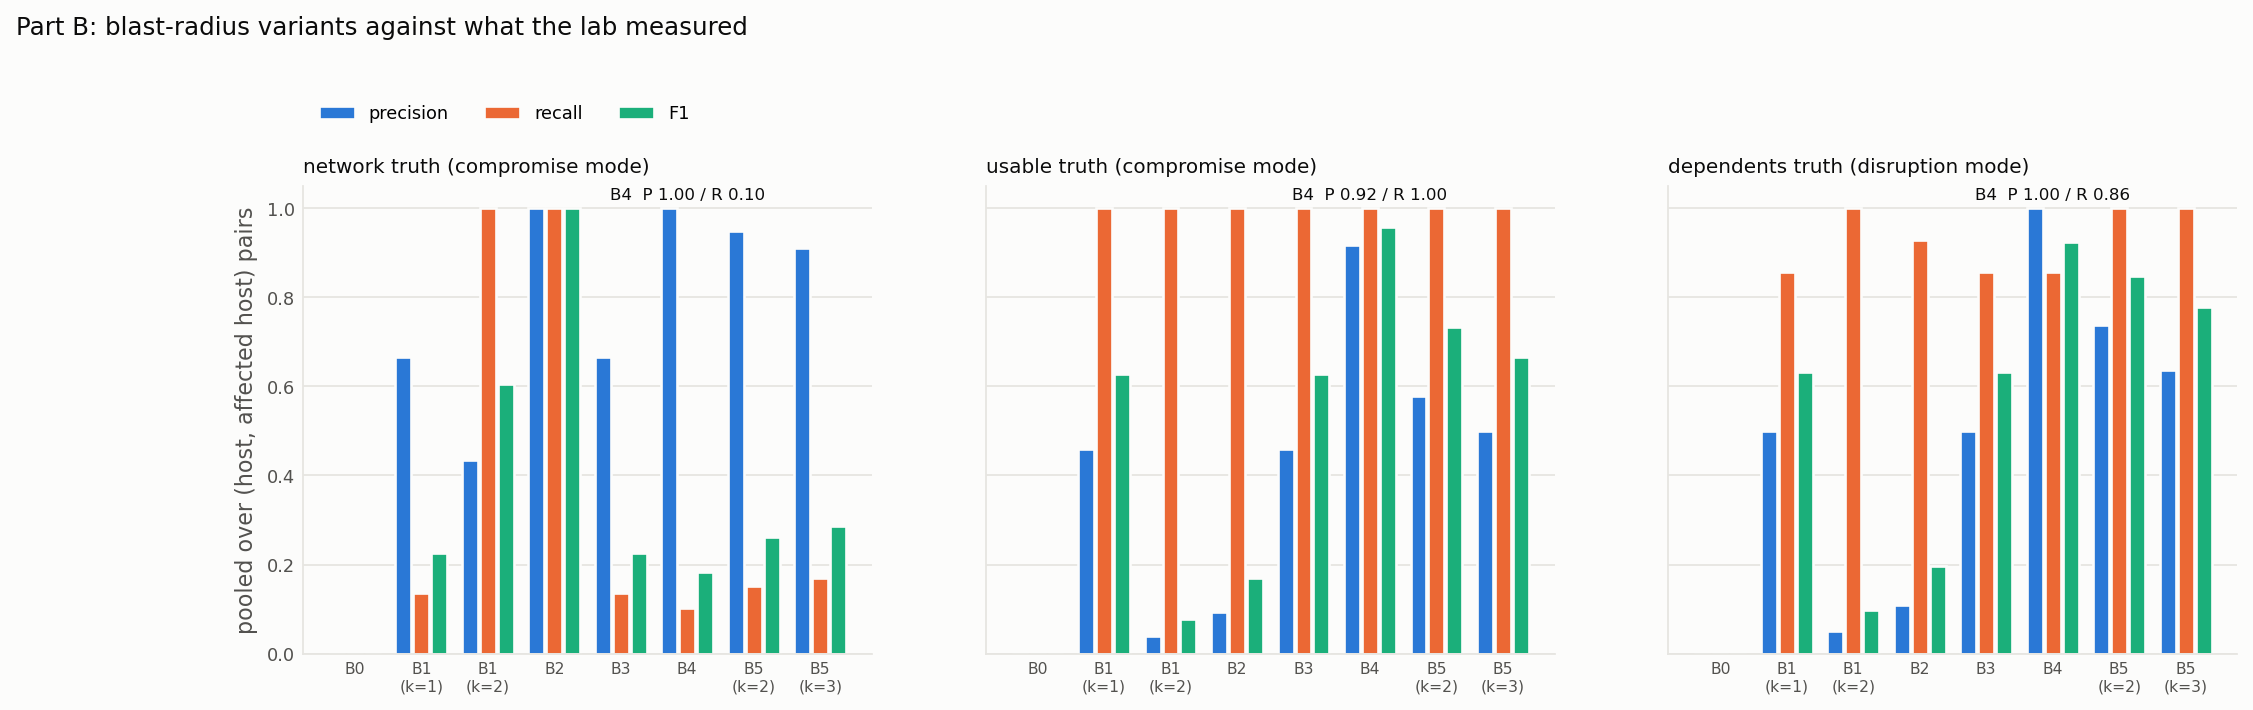 Part B: blast-radius variants against what the lab measured
precision recall F1
network truth (compromise mode)
B4 P 1.00 / R 0.10
pooled over (host, affected host) pairs
1.0
0.8
0.6
0.4
0.2
0.0
B0 B1 B1 B2 B3 B4 B5 B5
(k=1) (k=2) (k=2) (k=3)
usable truth (compromise mode)
B4 P 0.92 / R 1.00
B0 B1 B1 B2 B3 B4 B5 B5
(k=1) (k=2) (k=2) (k=3)
dependents truth (disruption mode)
B4 P 1.00 / R 0.86
B0 B1 B1 B2 B3 B4 B5 B5
(k=1) (k=2) (k=2) (k=3)